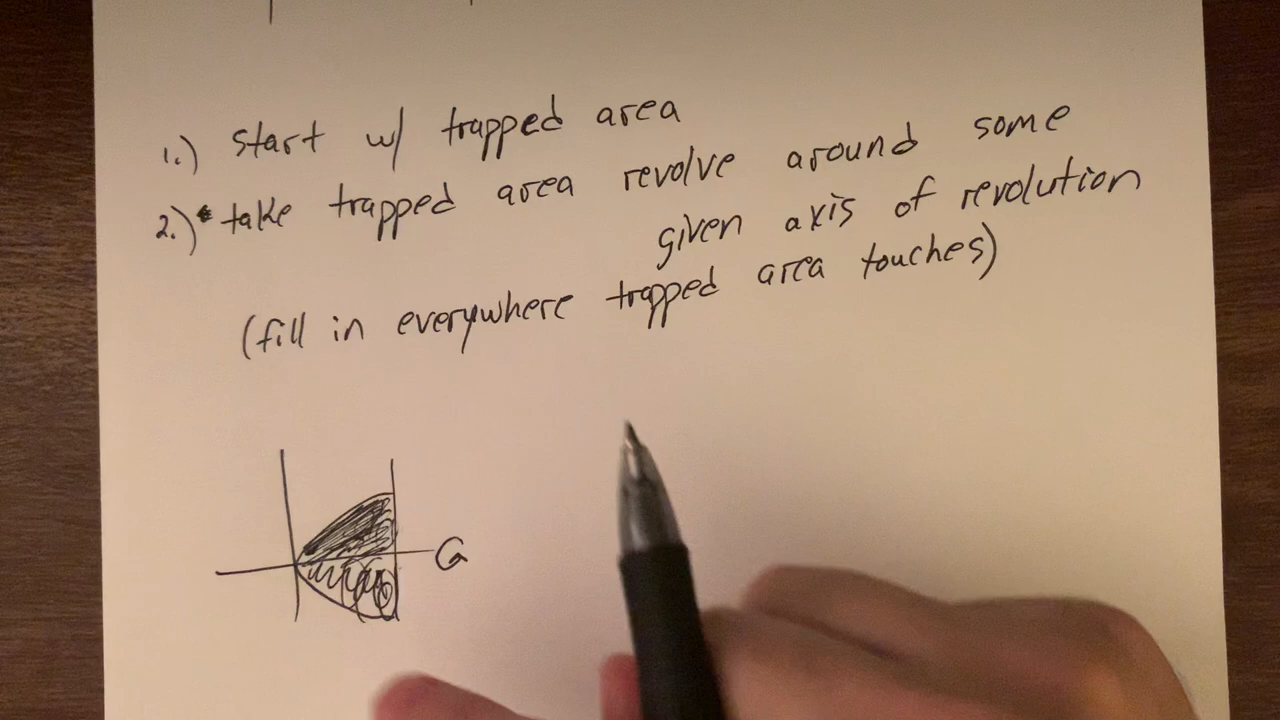 1.) start w/ trapped area
2.) * take trapped area revolve around some
given axis of revolution
(fill in everywhere trapped area touches)